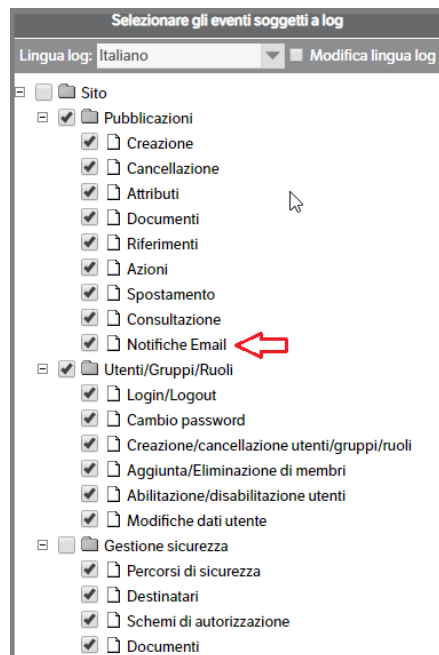 Selezionare gli eventi soggetti a log
Lingua log: Italiano Modifica lingua log
Sito
Pubblicazioni
Creazione
Cancellazione
Attributi
Documenti
Riferimenti
Azioni
Spostamento
Consultazione
Notifiche Email
Utenti/Gruppi/Ruoli
Login/Logout
Cambio password
Creazione/cancellazione utenti/gruppi/ruoli
Aggiunta/Eliminazione di membri
Abilitazione/disabilitazione utenti
Modifiche dati utente
Gestione sicurezza
Percorsi di sicurezza
Destinatari
Schemi di autorizzazione
Documenti